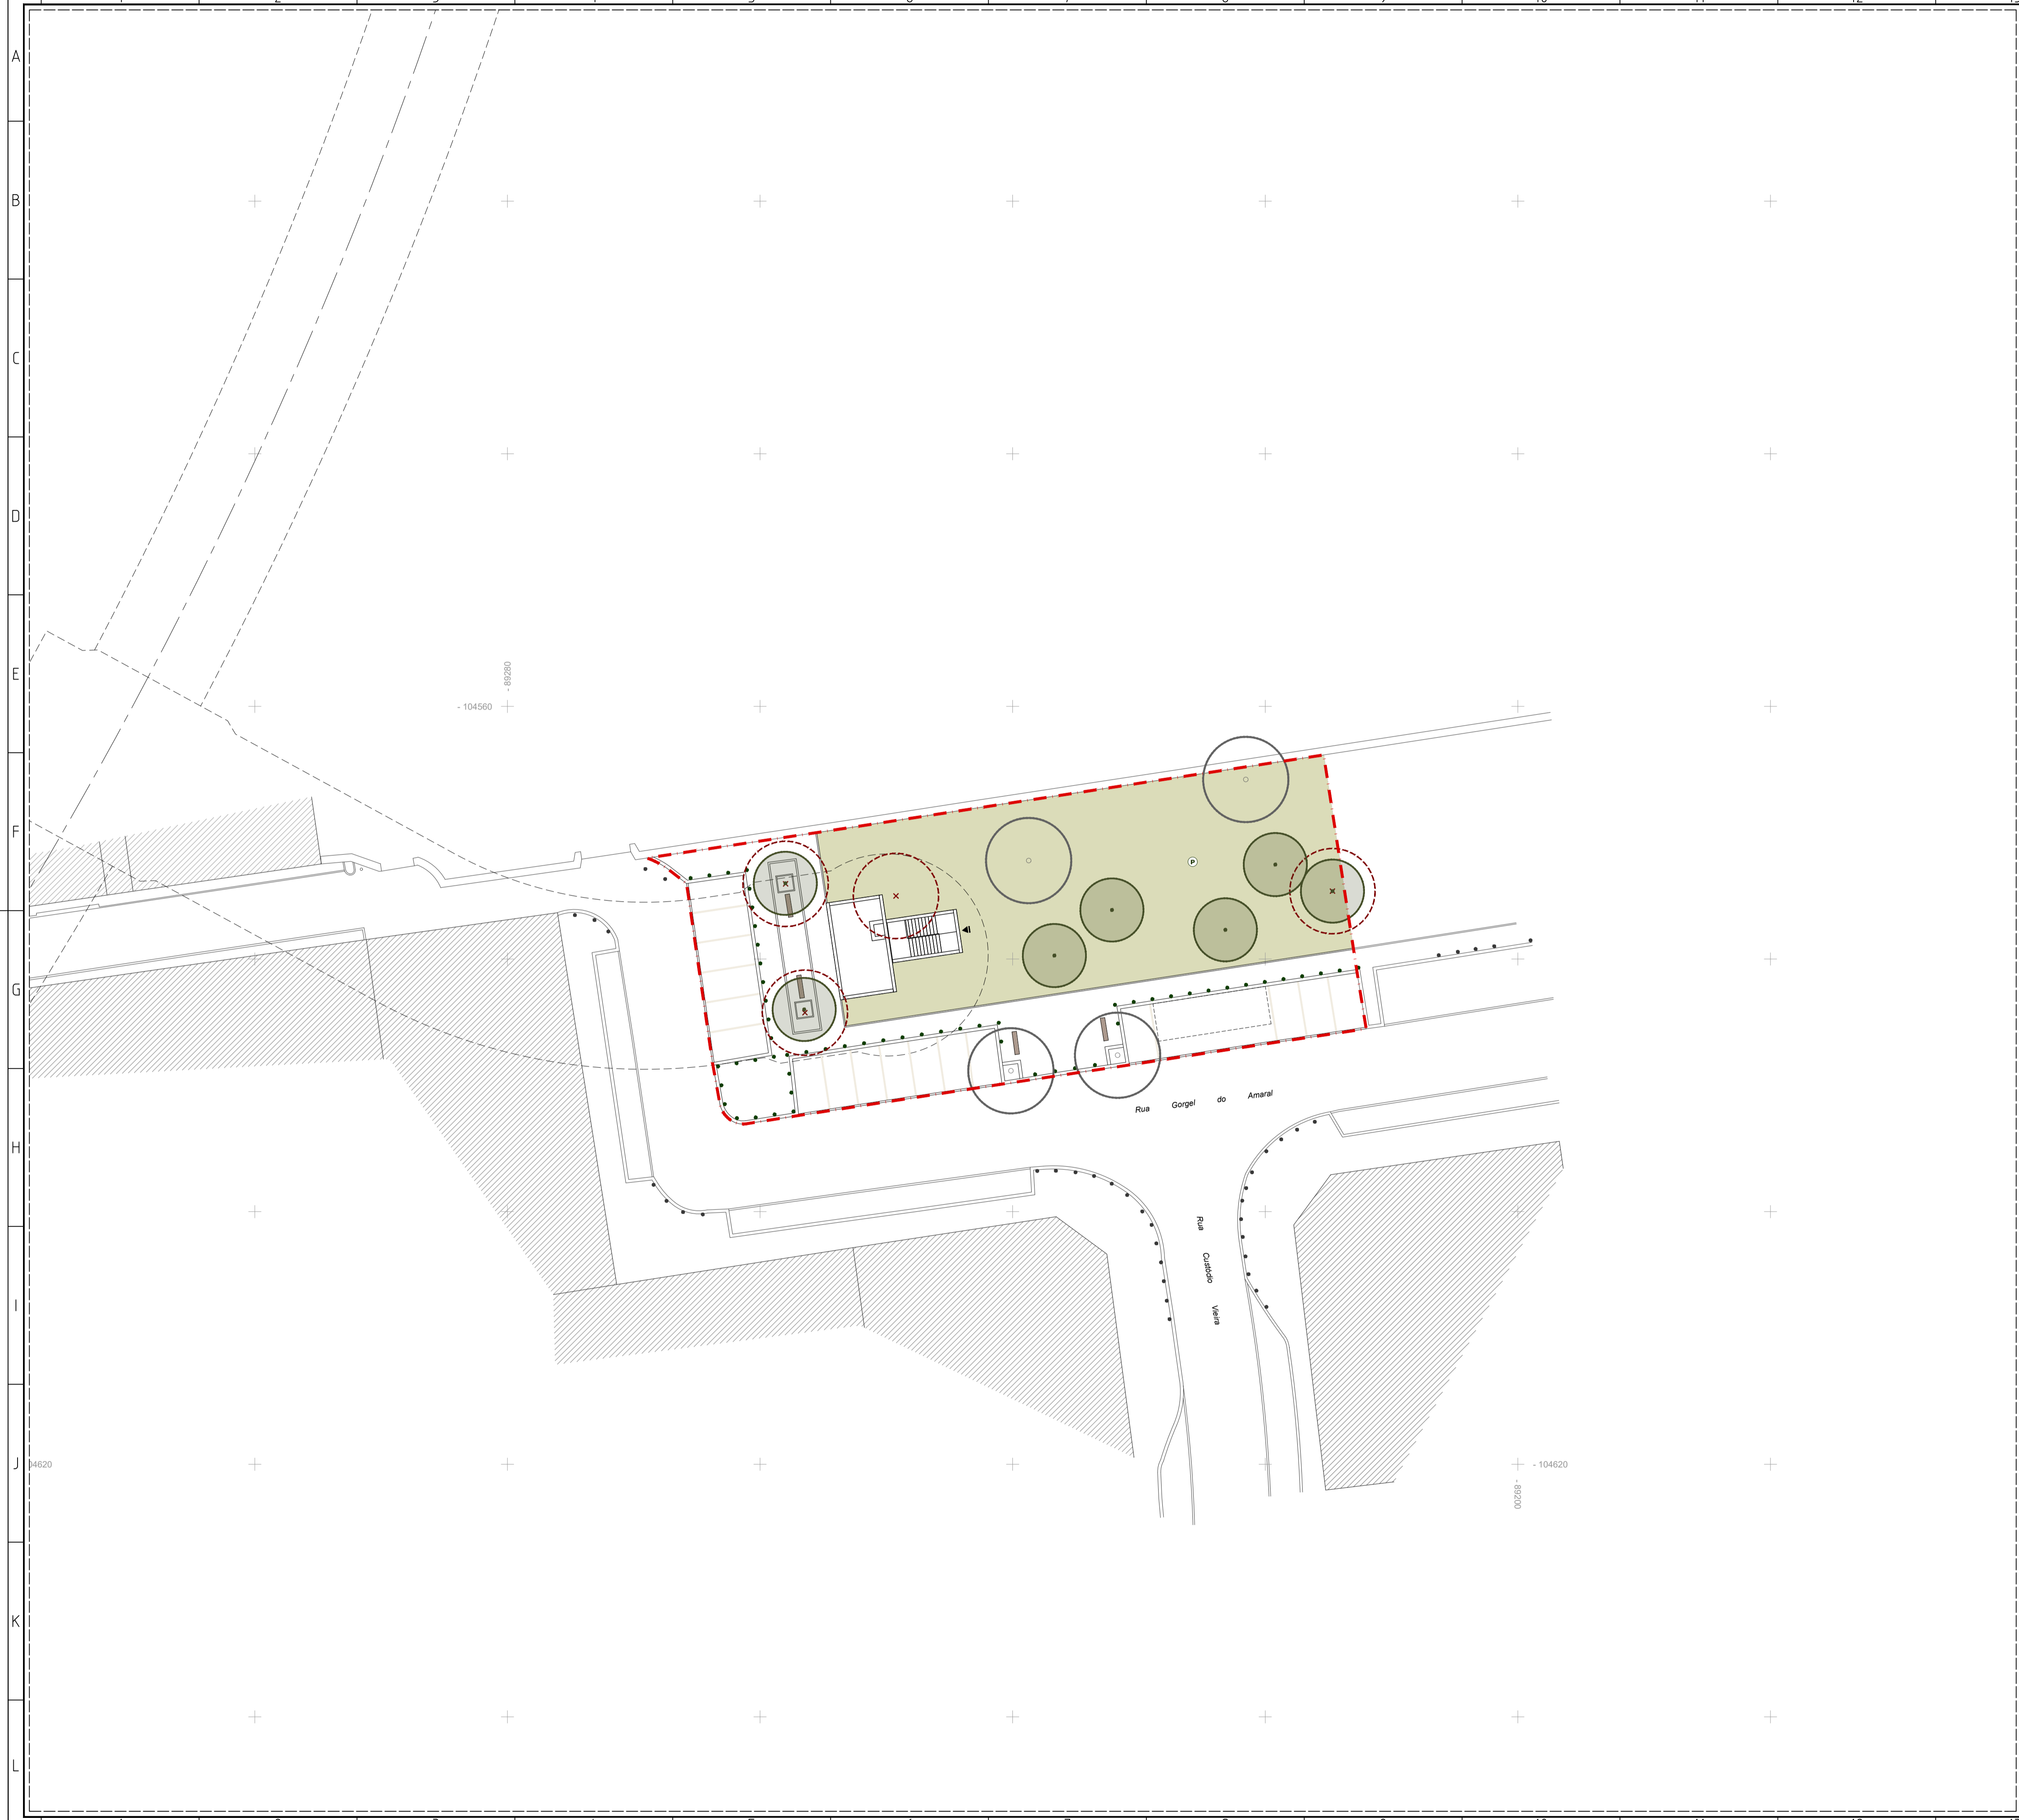 A
B
C
D
E
- 89280
- 104560
F
P
G
Rua Gorgel do Amaral
H
Rua Custódio Vieira
I
J
04620
- 104620
- 89200
K
L